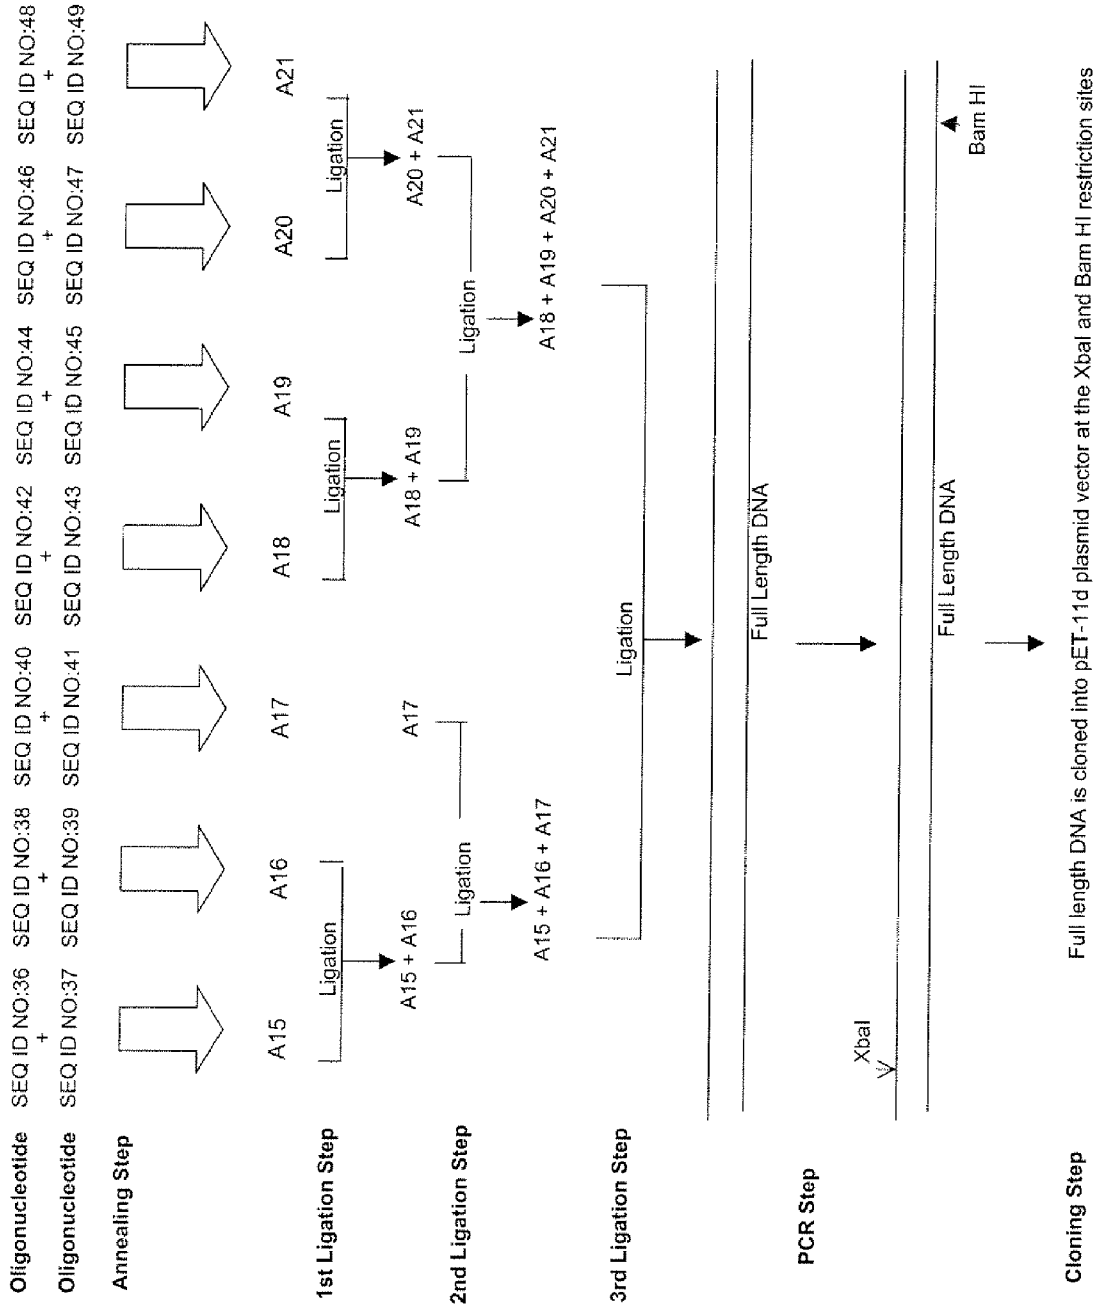 Oligonucleotide SEQ ID NO:36 SEQ ID NO:38 SEQ ID NO:40 SEQ ID NO:42 SEQ ID NO:44 SEQ ID NO:46 SEQ ID NO:48
+ + + + + + +
Oligonucleotide SEQ ID NO:37 SEQ ID NO:39 SEQ ID NO:41 SEQ ID NO:43 SEQ ID NO:45 SEQ ID NO:47 SEQ ID NO:49
Annealing Step
A15 A16 A17 A18 A19 A20 A21
1st Ligation Step Ligation Ligation Ligation
A15 + A16 A17 A18 + A19 A20 + A21
2nd Ligation Step Ligation Ligation
A15 + A16 + A17 A18 + A19 + A20 + A21
3rd Ligation Step Ligation
Full Length DNA
PCR Step
XbaI
Full Length DNA
Bam HI
Cloning Step Full length DNA is cloned into pET-11d plasmid vector at the XbaI and Bam HI restriction sites